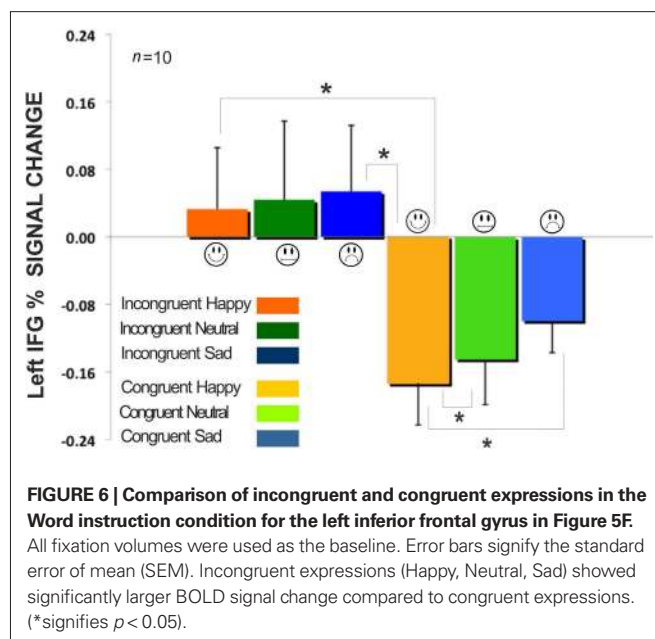 0.24
n=10
*
0.16
*
0.08
0.00
Left IFG % SIGNAL CHANGE
-0.08
Incongruent Happy
Incongruent Neutral
Incongruent Sad
-0.16
Congruent Happy
Congruent Neutral
*
Congruent Sad
*
-0.24
FIGURE 6 | Comparison of incongruent and congruent expressions in the
Word instruction condition for the left inferior frontal gyrus in Figure 5F.
All fixation volumes were used as the baseline. Error bars signify the standard
error of mean (SEM). Incongruent expressions (Happy, Neutral, Sad) showed
significantly larger BOLD signal change compared to congruent expressions.
(*signifies p < 0.05).